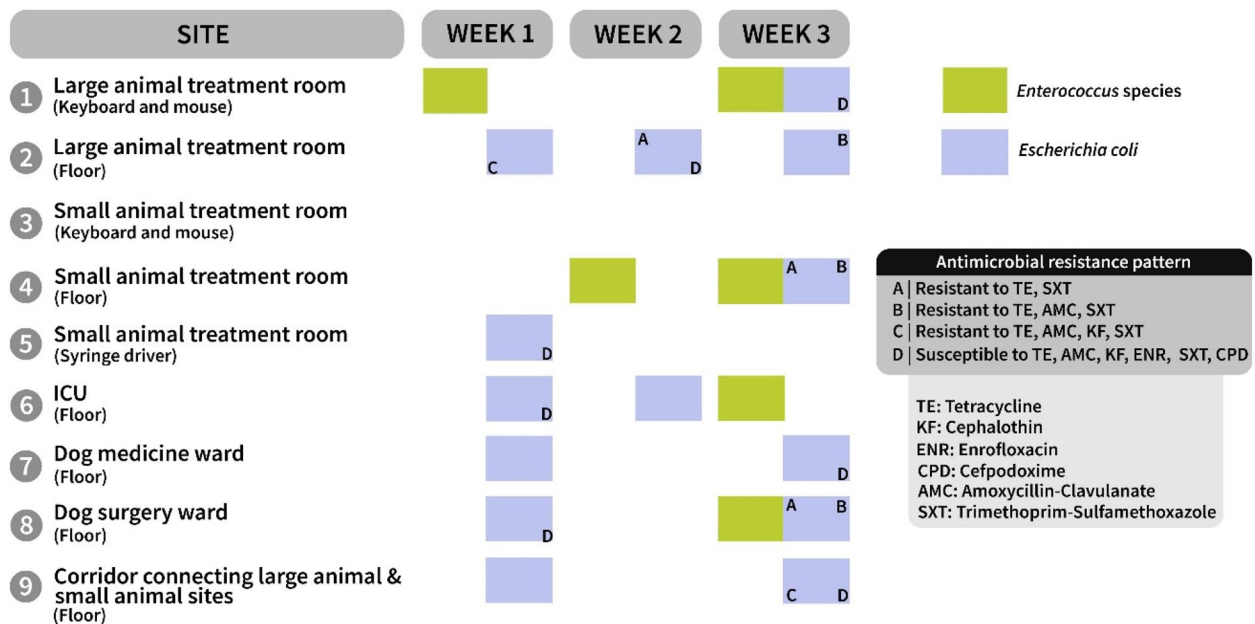 SITE WEEK 1 WEEK 2 WEEK 3
1 Large animal treatment room
(Keyboard and mouse)
D
Enterococcus species
2 Large animal treatment room
(Floor)
C
A D
B
Escherichia coli
3 Small animal treatment room
(Keyboard and mouse)
4 Small animal treatment room
(Floor)
A B
5 Small animal treatment room
(Syringe driver)
D
6 ICU
(Floor)
D
7 Dog medicine ward
(Floor)
D
8 Dog surgery ward
(Floor)
D
A B
9 Corridor connecting large animal &
small animal sites
(Floor)
C D
Antimicrobial resistance pattern
A | Resistant to TE, SXT
B | Resistant to TE, AMC, SXT
C | Resistant to TE, AMC, KF, SXT
D | Susceptible to TE, AMC, KF, ENR, SXT, CPD
TE: Tetracycline
KF: Cephalothin
ENR: Enrofloxacin
CPD: Cefpodoxime
AMC: Amoxycillin-Clavulanate
SXT: Trimethoprim-Sulfamethoxazole